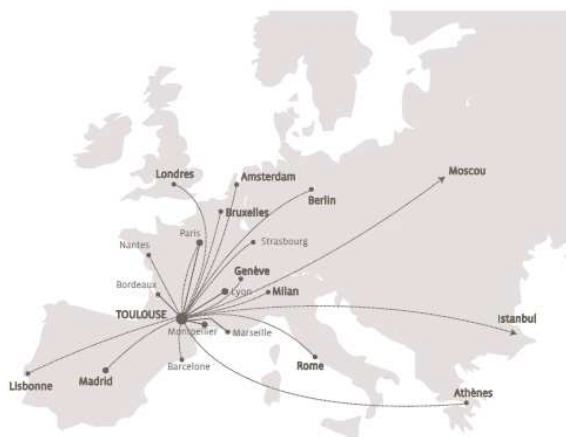 Moscou
Londres
Amsterdam
Berlin
Bruxelles
Paris
Strasbourg
Nantes
Genève
Bordeaux
Lyon
Milan
TOULOUSE
Istanbul
Montpellier
Marseille
Barcelone
Rome
Lisbonne
Madrid
Athènes